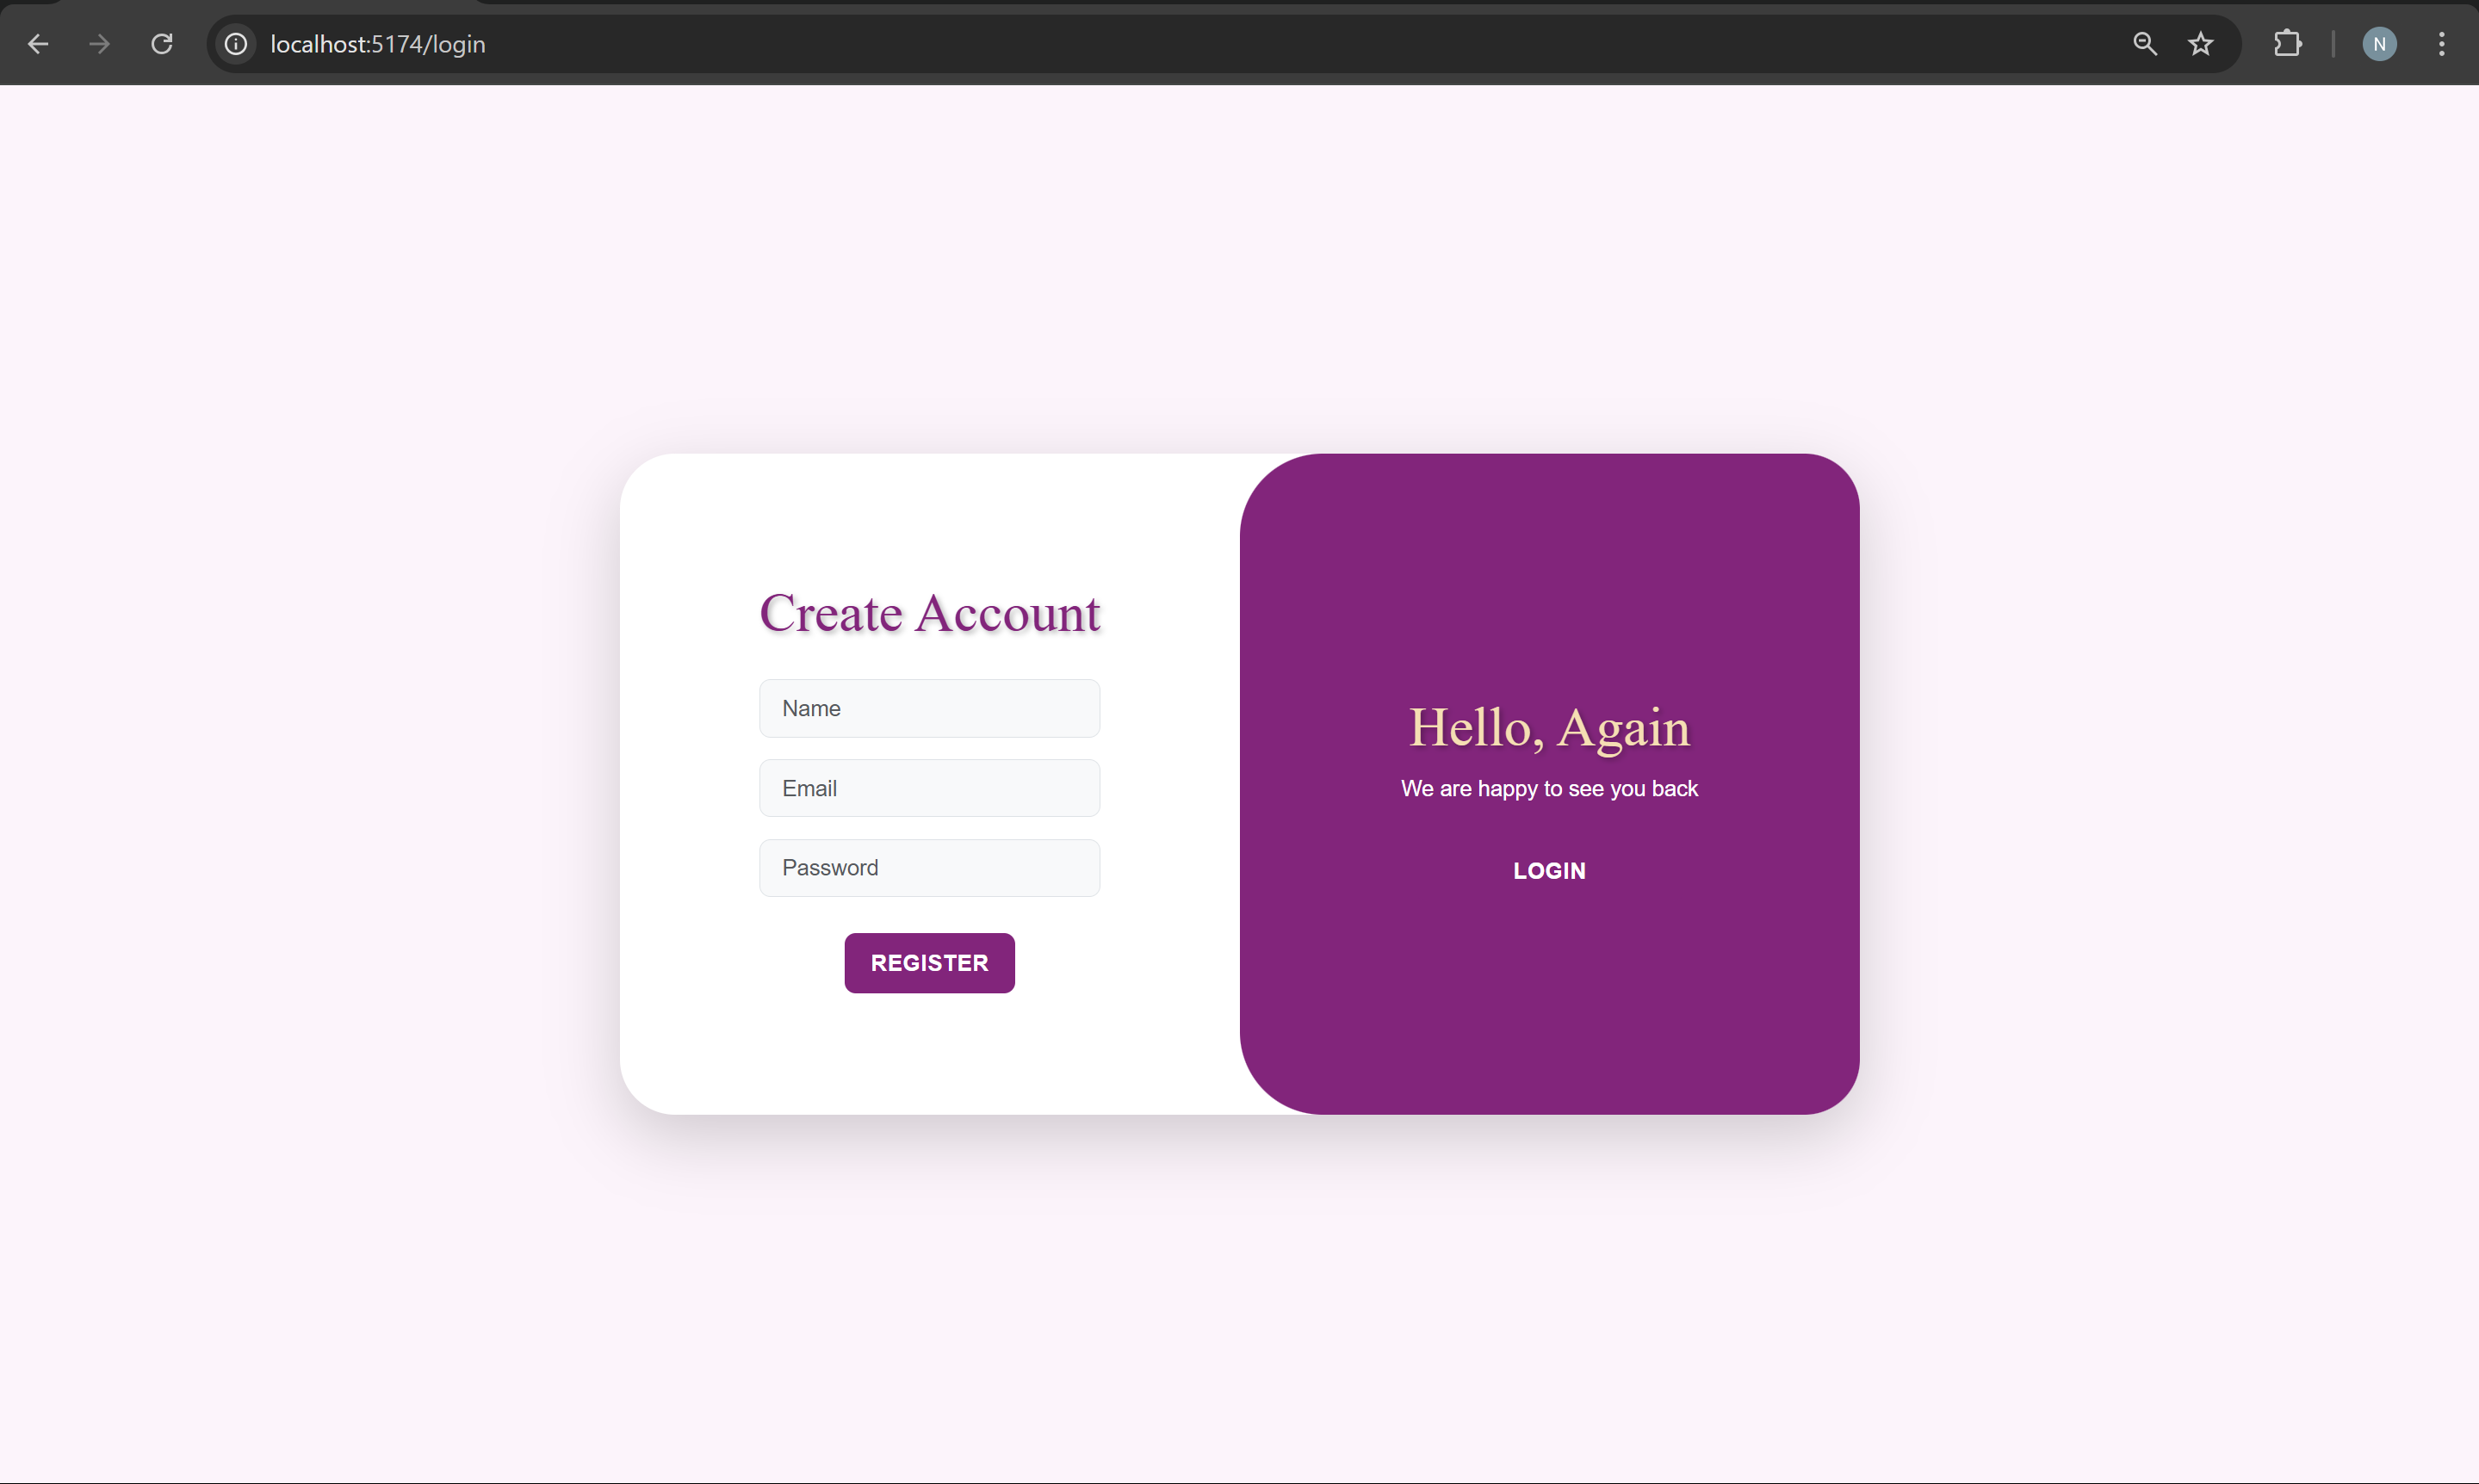 localhost:5174/login
N
Create Account
Name
Email
Password
REGISTER
Hello, Again
We are happy to see you back
LOGIN